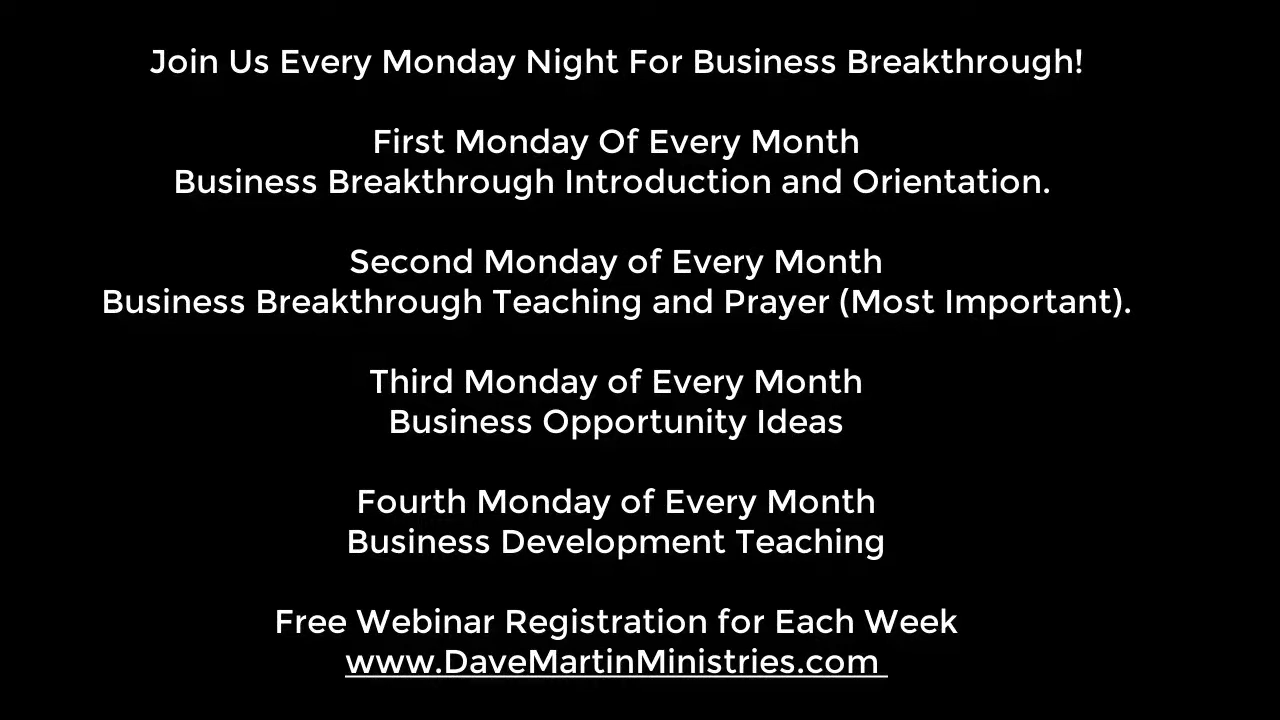 Join Us Every Monday Night For Business Breakthrough!
First Monday Of Every Month
Business Breakthrough Introduction and Orientation.
Second Monday of Every Month
Business Breakthrough Teaching and Prayer (Most Important).
Third Monday of Every Month
Business Opportunity Ideas
Fourth Monday of Every Month
Business Development Teaching
Free Webinar Registration for Each Week
www.DaveMartinMinistries.com